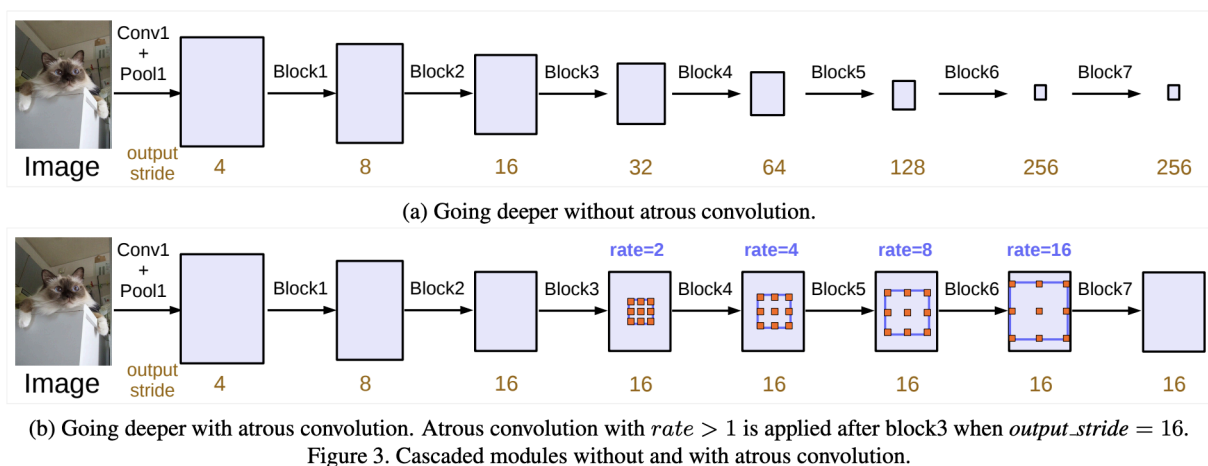 Conv1
+
Pool1
Block1
Block2
Block3
Block4
Block5
Block6
Block7
Image
output
stride
4
8
16
32
64
128
256
256
(a) Going deeper without atrous convolution.
Conv1
+
Pool1
Block1
Block2
Block3
rate=2
Block4
rate=4
Block5
rate=8
Block6
rate=16
Block7
Image
output
stride
4
8
16
16
16
16
16
16
(b) Going deeper with atrous convolution. Atrous convolution with rate > 1 is applied after block3 when output_stride = 16.
Figure 3. Cascaded modules without and with atrous convolution.